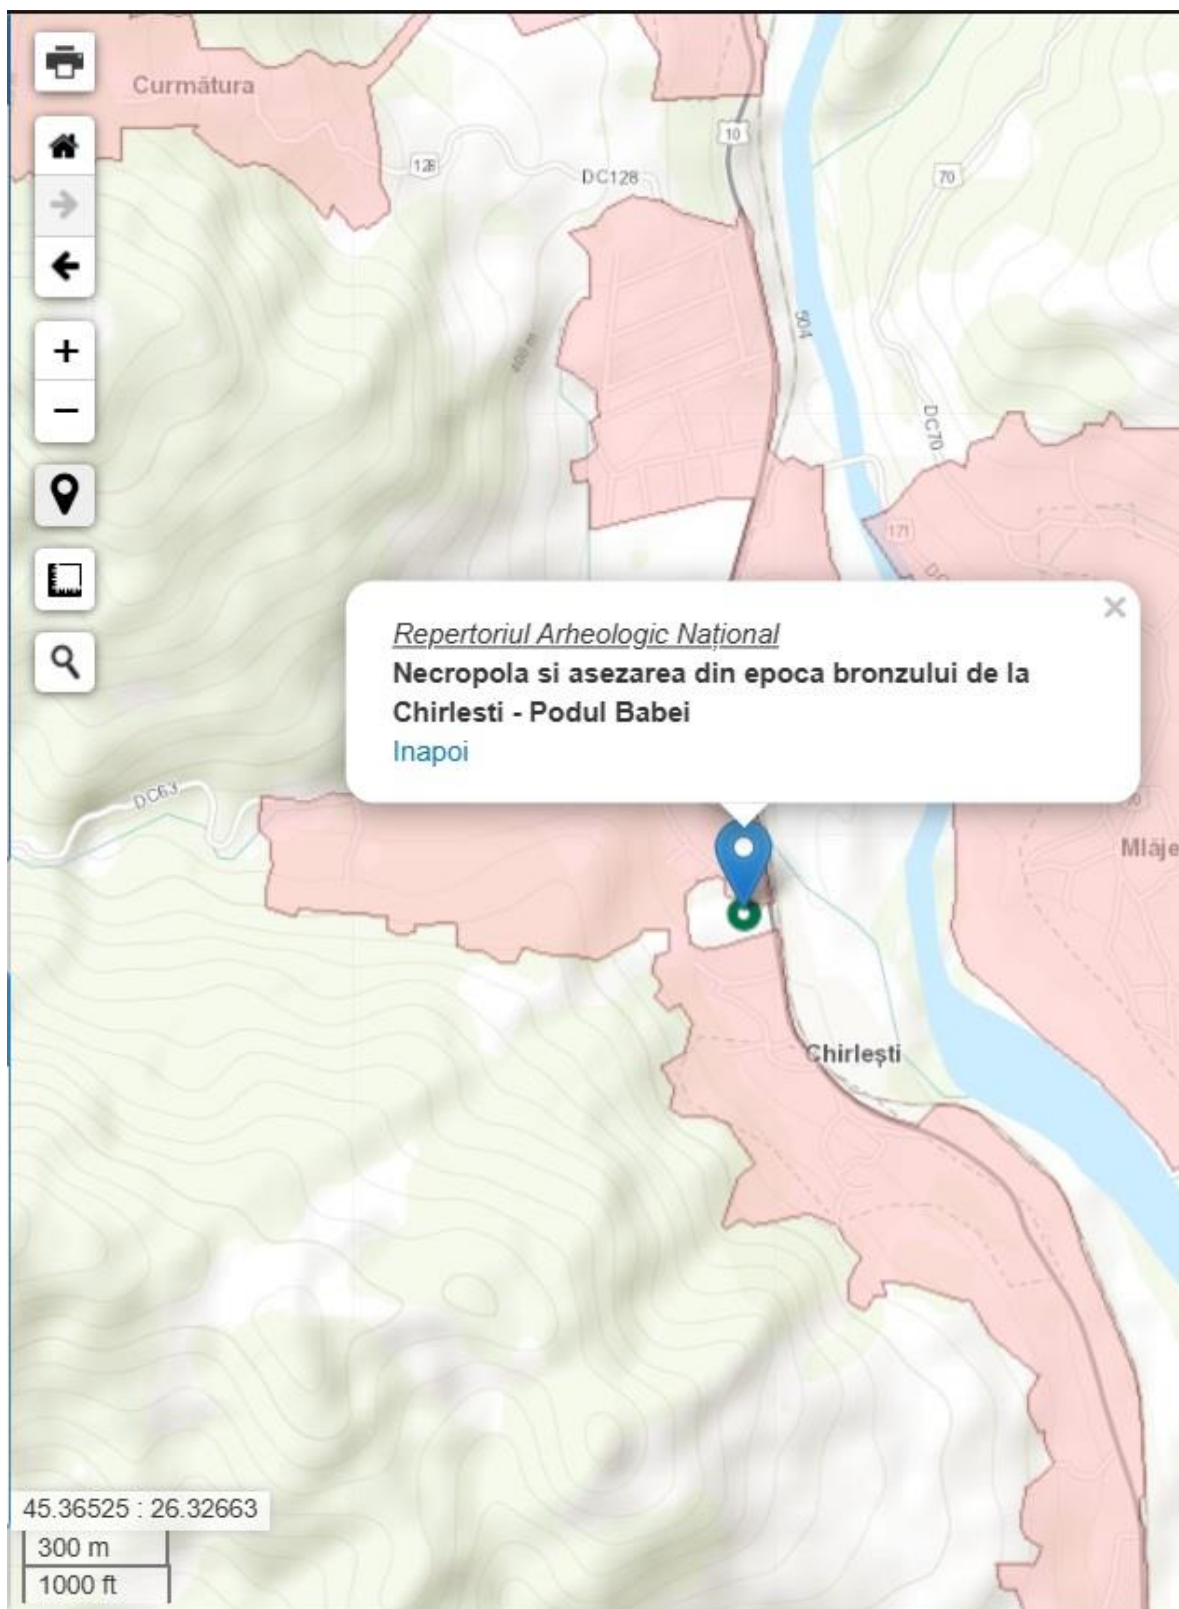 Curmătura
10
128
DC128
70
504
400 m
DC70
171
Repertoriul Arheologic Național
Necropola si asezarea din epoca bronzului de la
Chirlesti - Podul Babei
Inapoi
×
DC63
Mlăje
Chirlești
45.36525 : 26.32663
300 m
1000 ft